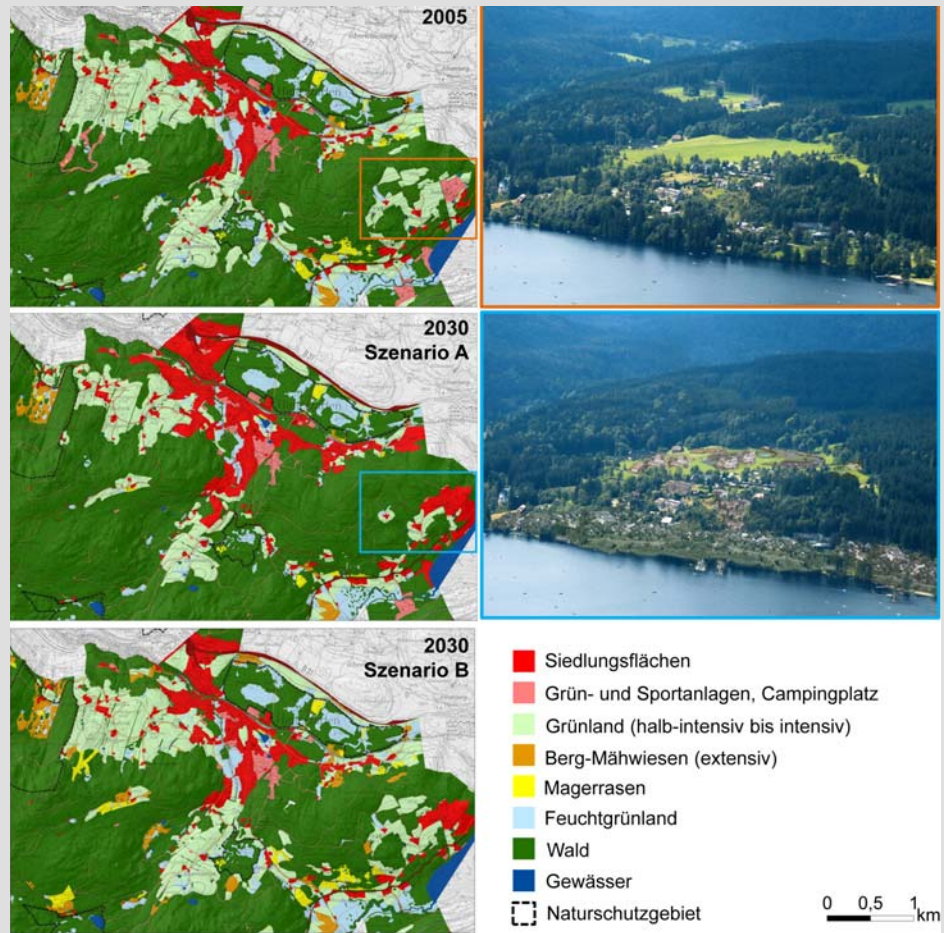 2005
2030
Szenario A
2030
Szenario B
Siedlungsflächen
Grün- und Sportanlagen, Campingplatz
Grünland (halb-intensiv bis intensiv)
Berg-Mähwiesen (extensiv)
Magerrasen
Feuchtgrünland
Wald
Gewässer
Naturschutzgebiet
0 0,5 1
km